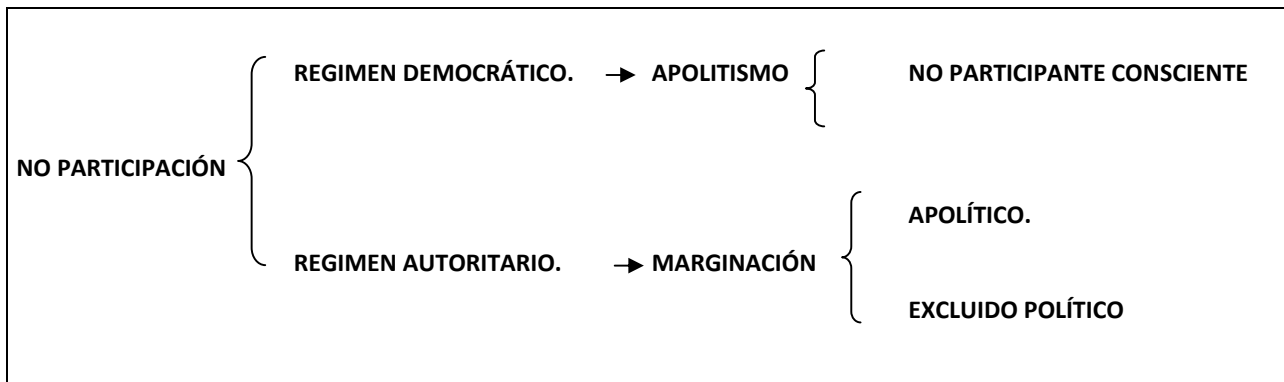 REGIMEN DEMOCRÁTICO. → APOLITISMO NO PARTICIPANTE CONSCIENTE
NO PARTICIPACIÓN
APOLÍTICO.
REGIMEN AUTORITARIO. → MARGINACIÓN
EXCLUIDO POLÍTICO